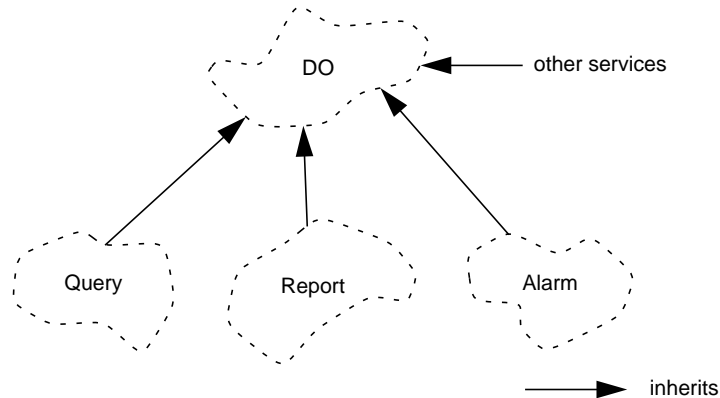 DO
other services
Query
Report
Alarm
inherits